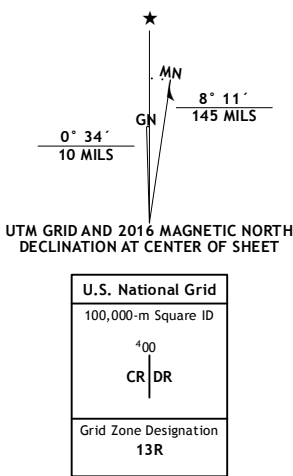 MN
GN
8° 11´
145 MILS
0° 34´
10 MILS
UTM GRID AND 2016 MAGNETIC NORTH
DECLINATION AT CENTER OF SHEET
U.S. National Grid
100,000-m Square ID
⁴00
CR DR
Grid Zone Designation
13R